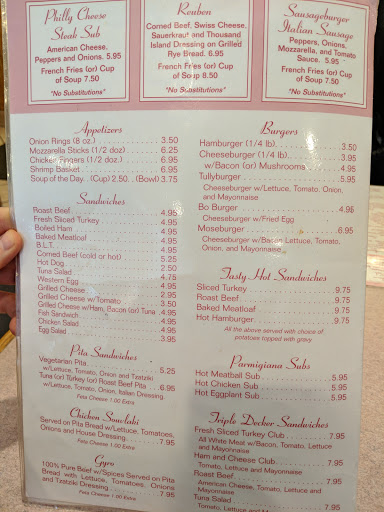 Philly Cheese
Steak Sub
American Cheese,
Peppers and Onions. 5.95
French Fries (or) Cup
of Soup 7.50
*No Substitutions*
Reuben
Corned Beef, Swiss Cheese,
Sauerkraut and Thousand
Island Dressing on Grilled
Rye Bread. 6.95
French Fries (or) Cup
of Soup 8.50
*No Substitutions*
Sausageburger
Italian Sausage
Peppers, Onions,
Mozzarella, and Tomato
Sauce. 5.95
French Fries (or) Cup
of Soup 7.50
*No Substitutions*
Appetizers
Onion Rings (8 oz.) 3.50
Mozzarella Sticks (1/2 doz) 6.25
Chicken Fingers (1/2 doz) 6.95
Shrimp Basket 6.95
Soup of the Day. .(Cup) 2.50. .(Bowl) 3.75
Sandwiches
Roast Beef 4.95
Fresh Sliced Turkey 4.95
Boiled Ham 4.95
Baked Meatloaf 4.95
B.L.T. 4.95
Corned Beef (cold or hot) 5.25
Hot Dog 2.50
Tuna Salad 4.75
Western Egg 4.95
Grilled Cheese 2.95
Grilled Cheese w/Tomato 3.50
Grilled Cheese w/Ham, Bacon (or) Tuna 4.95
Fish Sandwich 4.95
Chicken Salad 4.95
Egg Salad 3.95
Pita Sandwiches
Vegetarian Pita 5.25
w/Lettuce, Tomato, Onion and Tzatziki
Tuna (or) Turkey (or) Roast Beef Pita 6.95
w/Lettuce, Tomato, Onion, Italian Dressing
Feta Cheese 1.00 Extra
Chicken Souvlaki
Served on Pita Bread w/Lettuce, Tomatoes,
Onions and House Dressing 7.95
Feta Cheese 1.00 Extra
Gyro
100% Pure Beef w/Spices Served on Pita
Bread w/Lettuce, Tomatoes, Onions
and Tzatziki Dressing 7.95
Feta Cheese 1.00 Extra
Burgers
Hamburger (1/4 lb) 3.50
Cheeseburger (1/4 lb) 3.95
w/Bacon (or) Mushrooms 4.95
Tullyburger 5.95
Cheeseburger w/Lettuce, Tomato, Onion,
and Mayonnaise
Bo Burger 4.95
Cheeseburger w/Fried Egg
Moseburger 6.95
Cheeseburger w/Bacon Lettuce, Tomato,
Onion, and Mayonnaise
Tasty Hot Sandwiches
Sliced Turkey 9.75
Roast Beef 9.75
Baked Meatloaf 9.75
Hot Hamburger 9.75
All the above served with choice of
potatoes topped with gravy
Parmigiana Subs
Hot Meatball Sub 5.95
Hot Chicken Sub 5.95
Hot Eggplant Sub 5.95
Triple Decker Sandwiches
Fresh Sliced Turkey Club 7.95
All White Meat w/Bacon, Tomato, Lettuce
and Mayonnaise
Ham and Cheese Club 7.95
Tomato, Lettuce and Mayonnaise
Roast Beef 7.95
American Cheese, Tomato, Lettuce and
Mayonnaise
Tuna Salad 7.95
Tomato, Lettuce and Mayonnaise